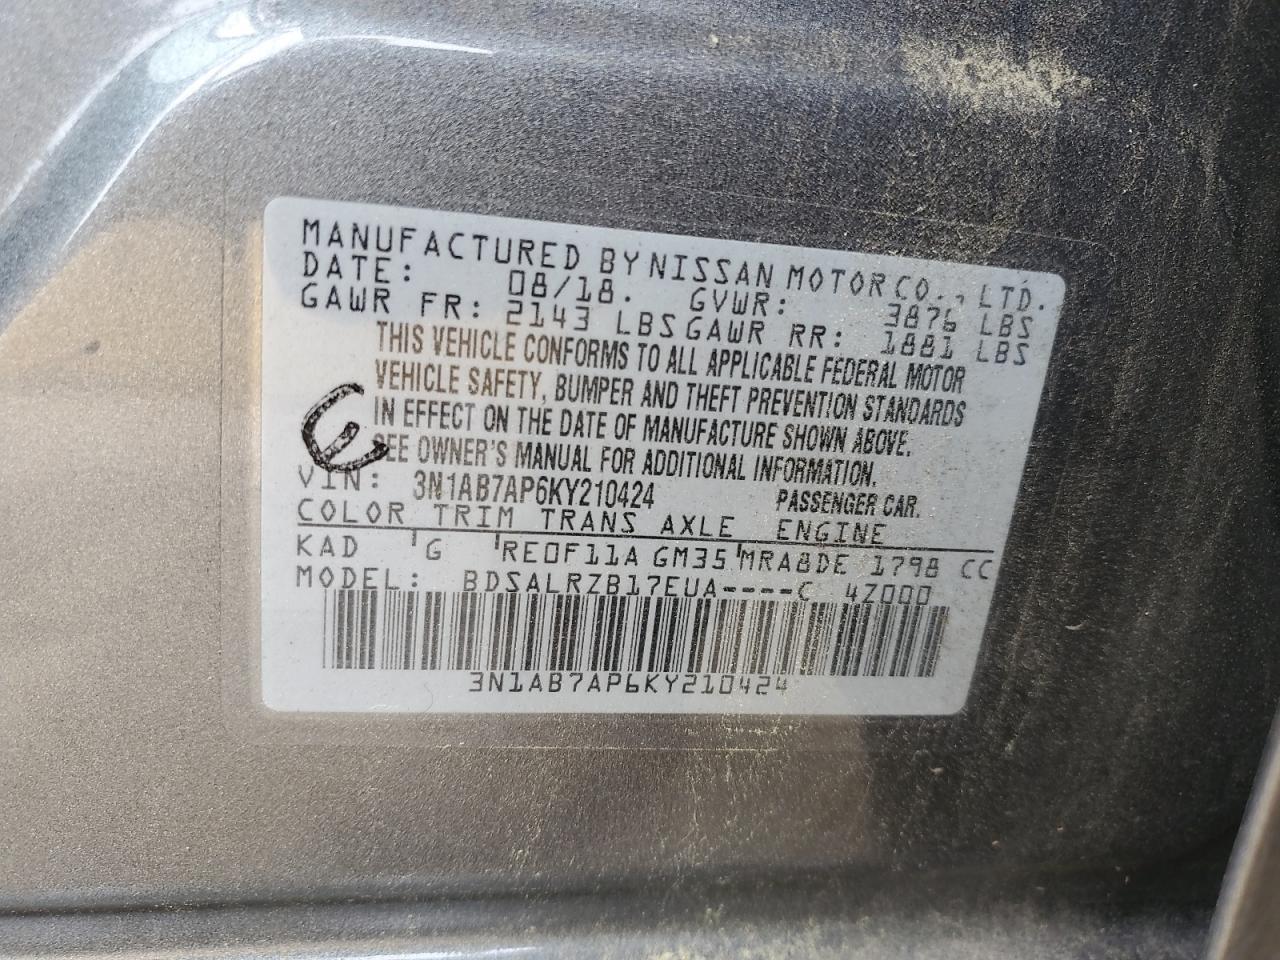 MANUFACTURED BY NISSAN MOTOR CO., LTD.
DATE: 08/18. GVWR: 3876 LBS
GAWR FR: 2143 LBS GAWR RR: 1881 LBS
THIS VEHICLE CONFORMS TO ALL APPLICABLE FEDERAL MOTOR
VEHICLE SAFETY, BUMPER AND THEFT PREVENTION STANDARDS
IN EFFECT ON THE DATE OF MANUFACTURE SHOWN ABOVE.
SEE OWNER'S MANUAL FOR ADDITIONAL INFORMATION.
VIN: 3N1AB7AP6KY210424 PASSENGER CAR.
COLOR TRIM TRANS AXLE ENGINE
KAD G RE0F11A GM35 MRA8DE 1798 CC
MODEL: BDSALRZB17EUA----C 4Z000
3N1AB7AP6KY210424